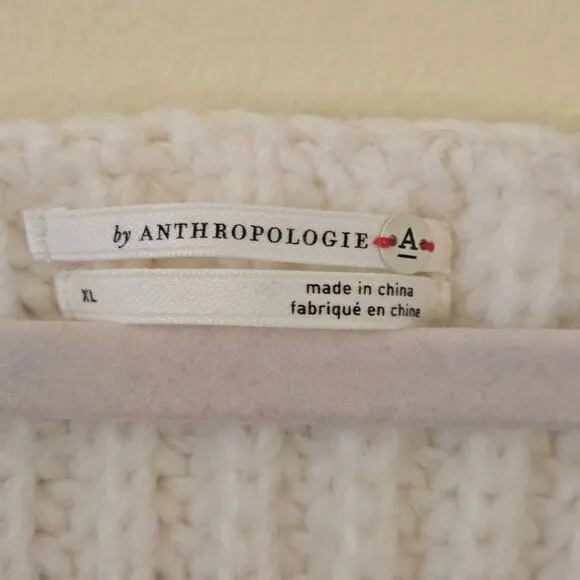 by ANTHROPOLOGIE A
XL
made in china
fabriqué en chine